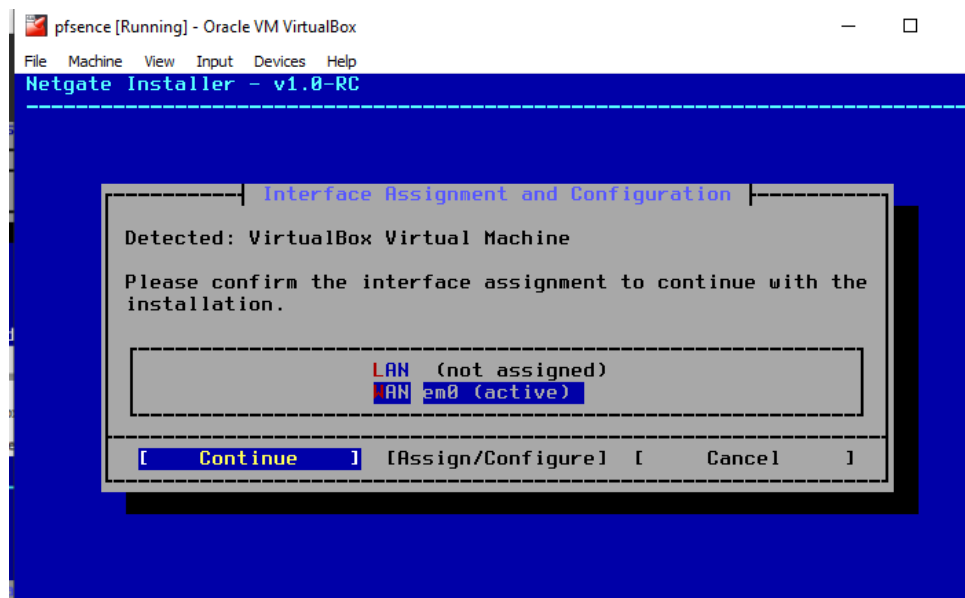 pfsence [Running] - Oracle VM VirtualBox
File Machine View Input Devices Help
Netgate Installer - v1.0-RC
Interface Assignment and Configuration
Detected: VirtualBox Virtual Machine
Please confirm the interface assignment to continue with the
installation.
LAN (not assigned)
WAN em0 (active)
[ Continue ] [Assign/Configure] [ Cancel ]